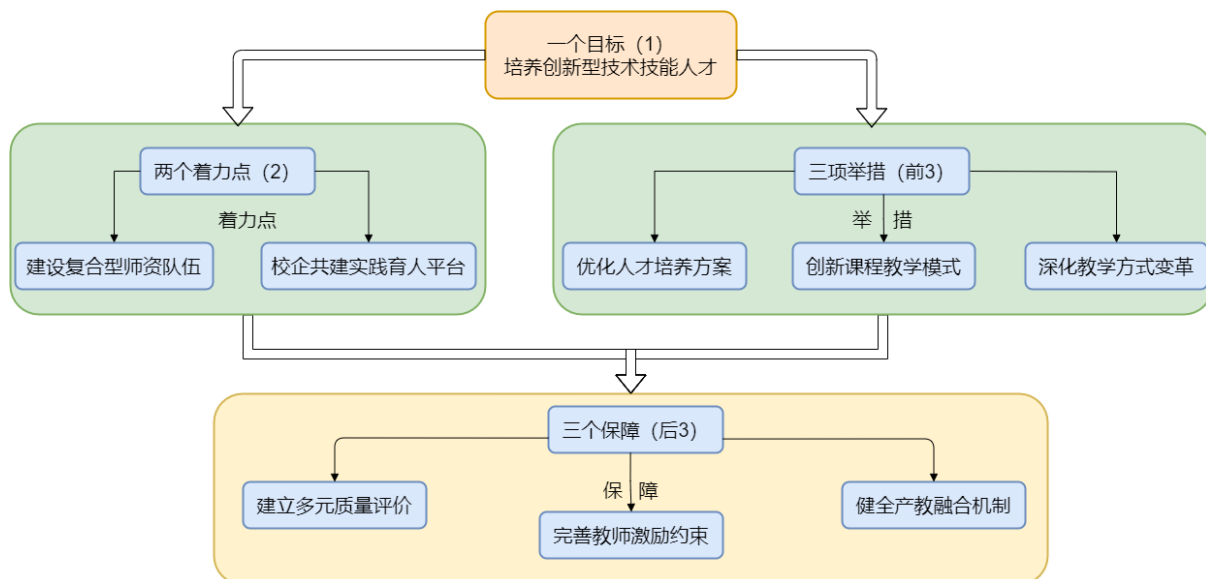 一个目标（1）
培养创新型技术技能人才
两个着力点（2）
着力点
建设复合型师资队伍
校企共建实践育人平台
三项举措（前3）
举 措
优化人才培养方案
创新课程教学模式
深化教学方式变革
三个保障（后3）
保 障
建立多元质量评价
完善教师激励约束
健全产教融合机制